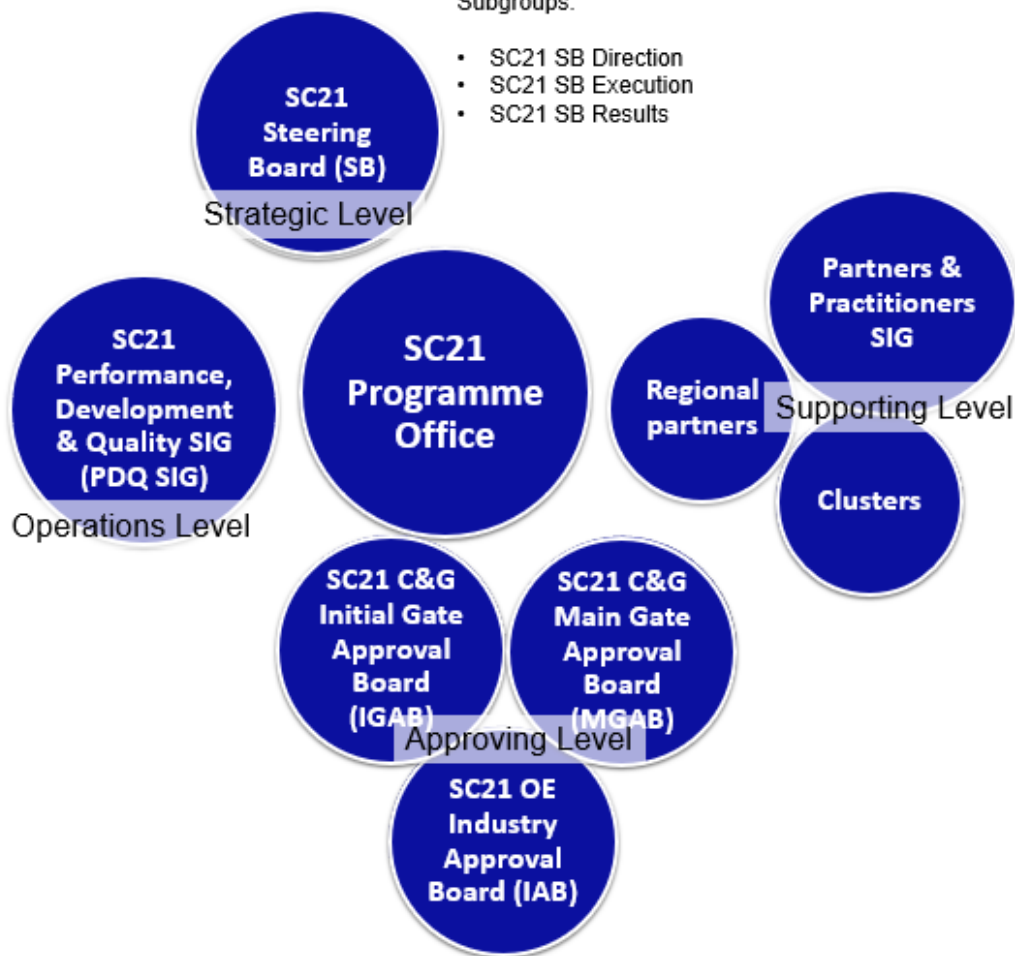 Subgroups:
• SC21 SB Direction
• SC21 SB Execution
• SC21 SB Results
SC21
Steering
Board (SB)
Strategic Level
Partners &
Practitioners
SIG
SC21
Performance,
Development
& Quality SIG
(PDQ SIG)
Operations Level
SC21
Programme
Office
Regional
partners
Supporting Level
Clusters
SC21 C&G
Initial Gate
Approval
Board
(IGAB)
SC21 C&G
Main Gate
Approval
Board
(MGAB)
Approving Level
SC21 OE
Industry
Approval
Board (IAB)